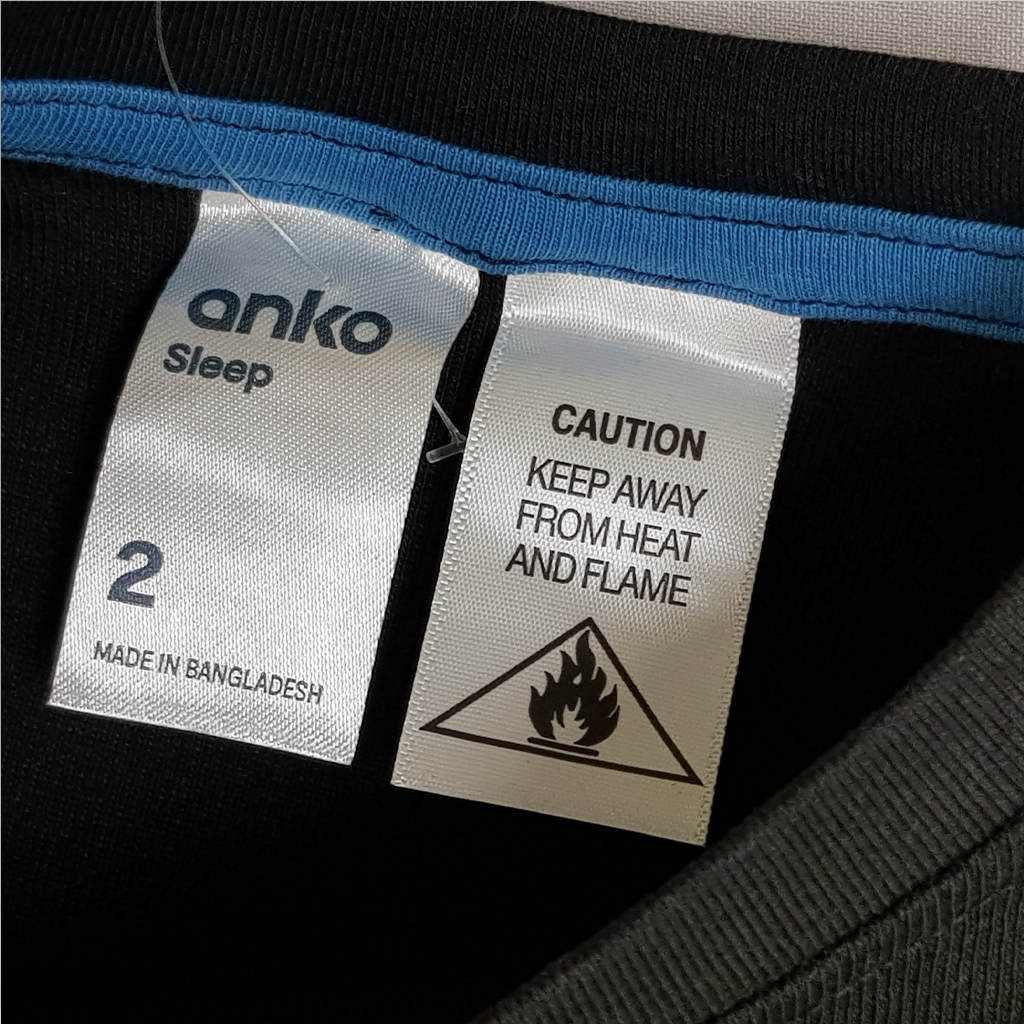 anko
Sleep
2
MADE IN BANGLADESH
CAUTION
KEEP AWAY
FROM HEAT
AND FLAME